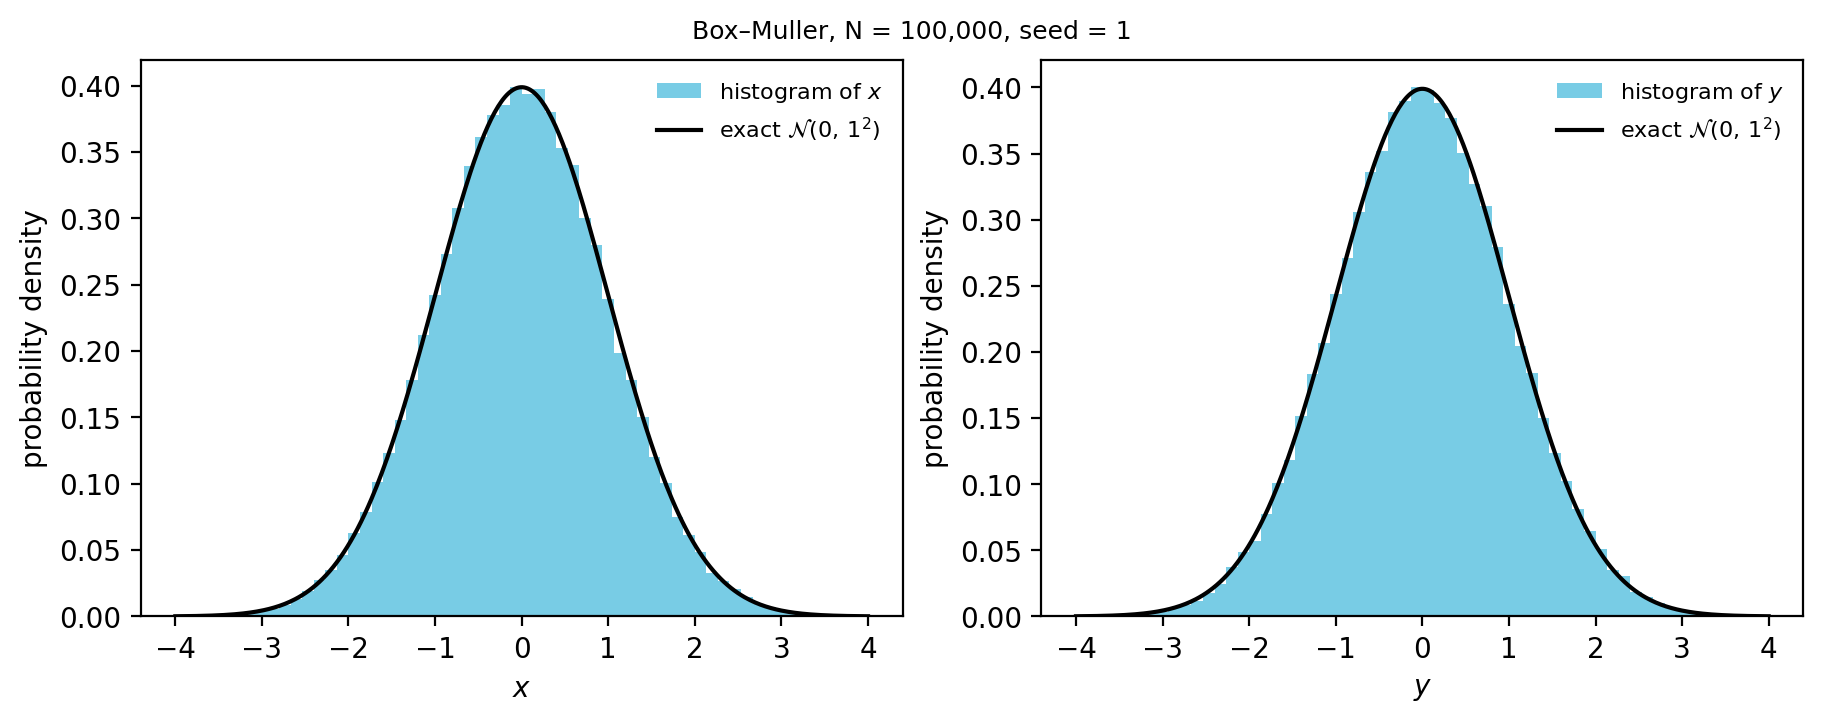 Box–Muller, N = 100,000, seed = 1
probability density
0.40
0.35
0.30
0.25
0.20
0.15
0.10
0.05
0.00
histogram of x
exact 𝒩(0, 1²)
−4 −3 −2 −1 0 1 2 3 4
x
probability density
0.40
0.35
0.30
0.25
0.20
0.15
0.10
0.05
0.00
histogram of y
exact 𝒩(0, 1²)
−4 −3 −2 −1 0 1 2 3 4
y